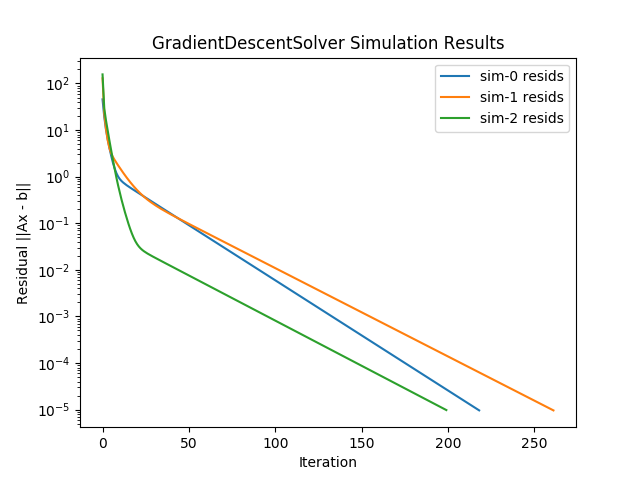 GradientDescentSolver Simulation Results
sim-0 resids
sim-1 resids
sim-2 resids
Residual ||Ax - b||
10²
10¹
10⁰
10⁻¹
10⁻²
10⁻³
10⁻⁴
10⁻⁵
0 50 100 150 200 250
Iteration